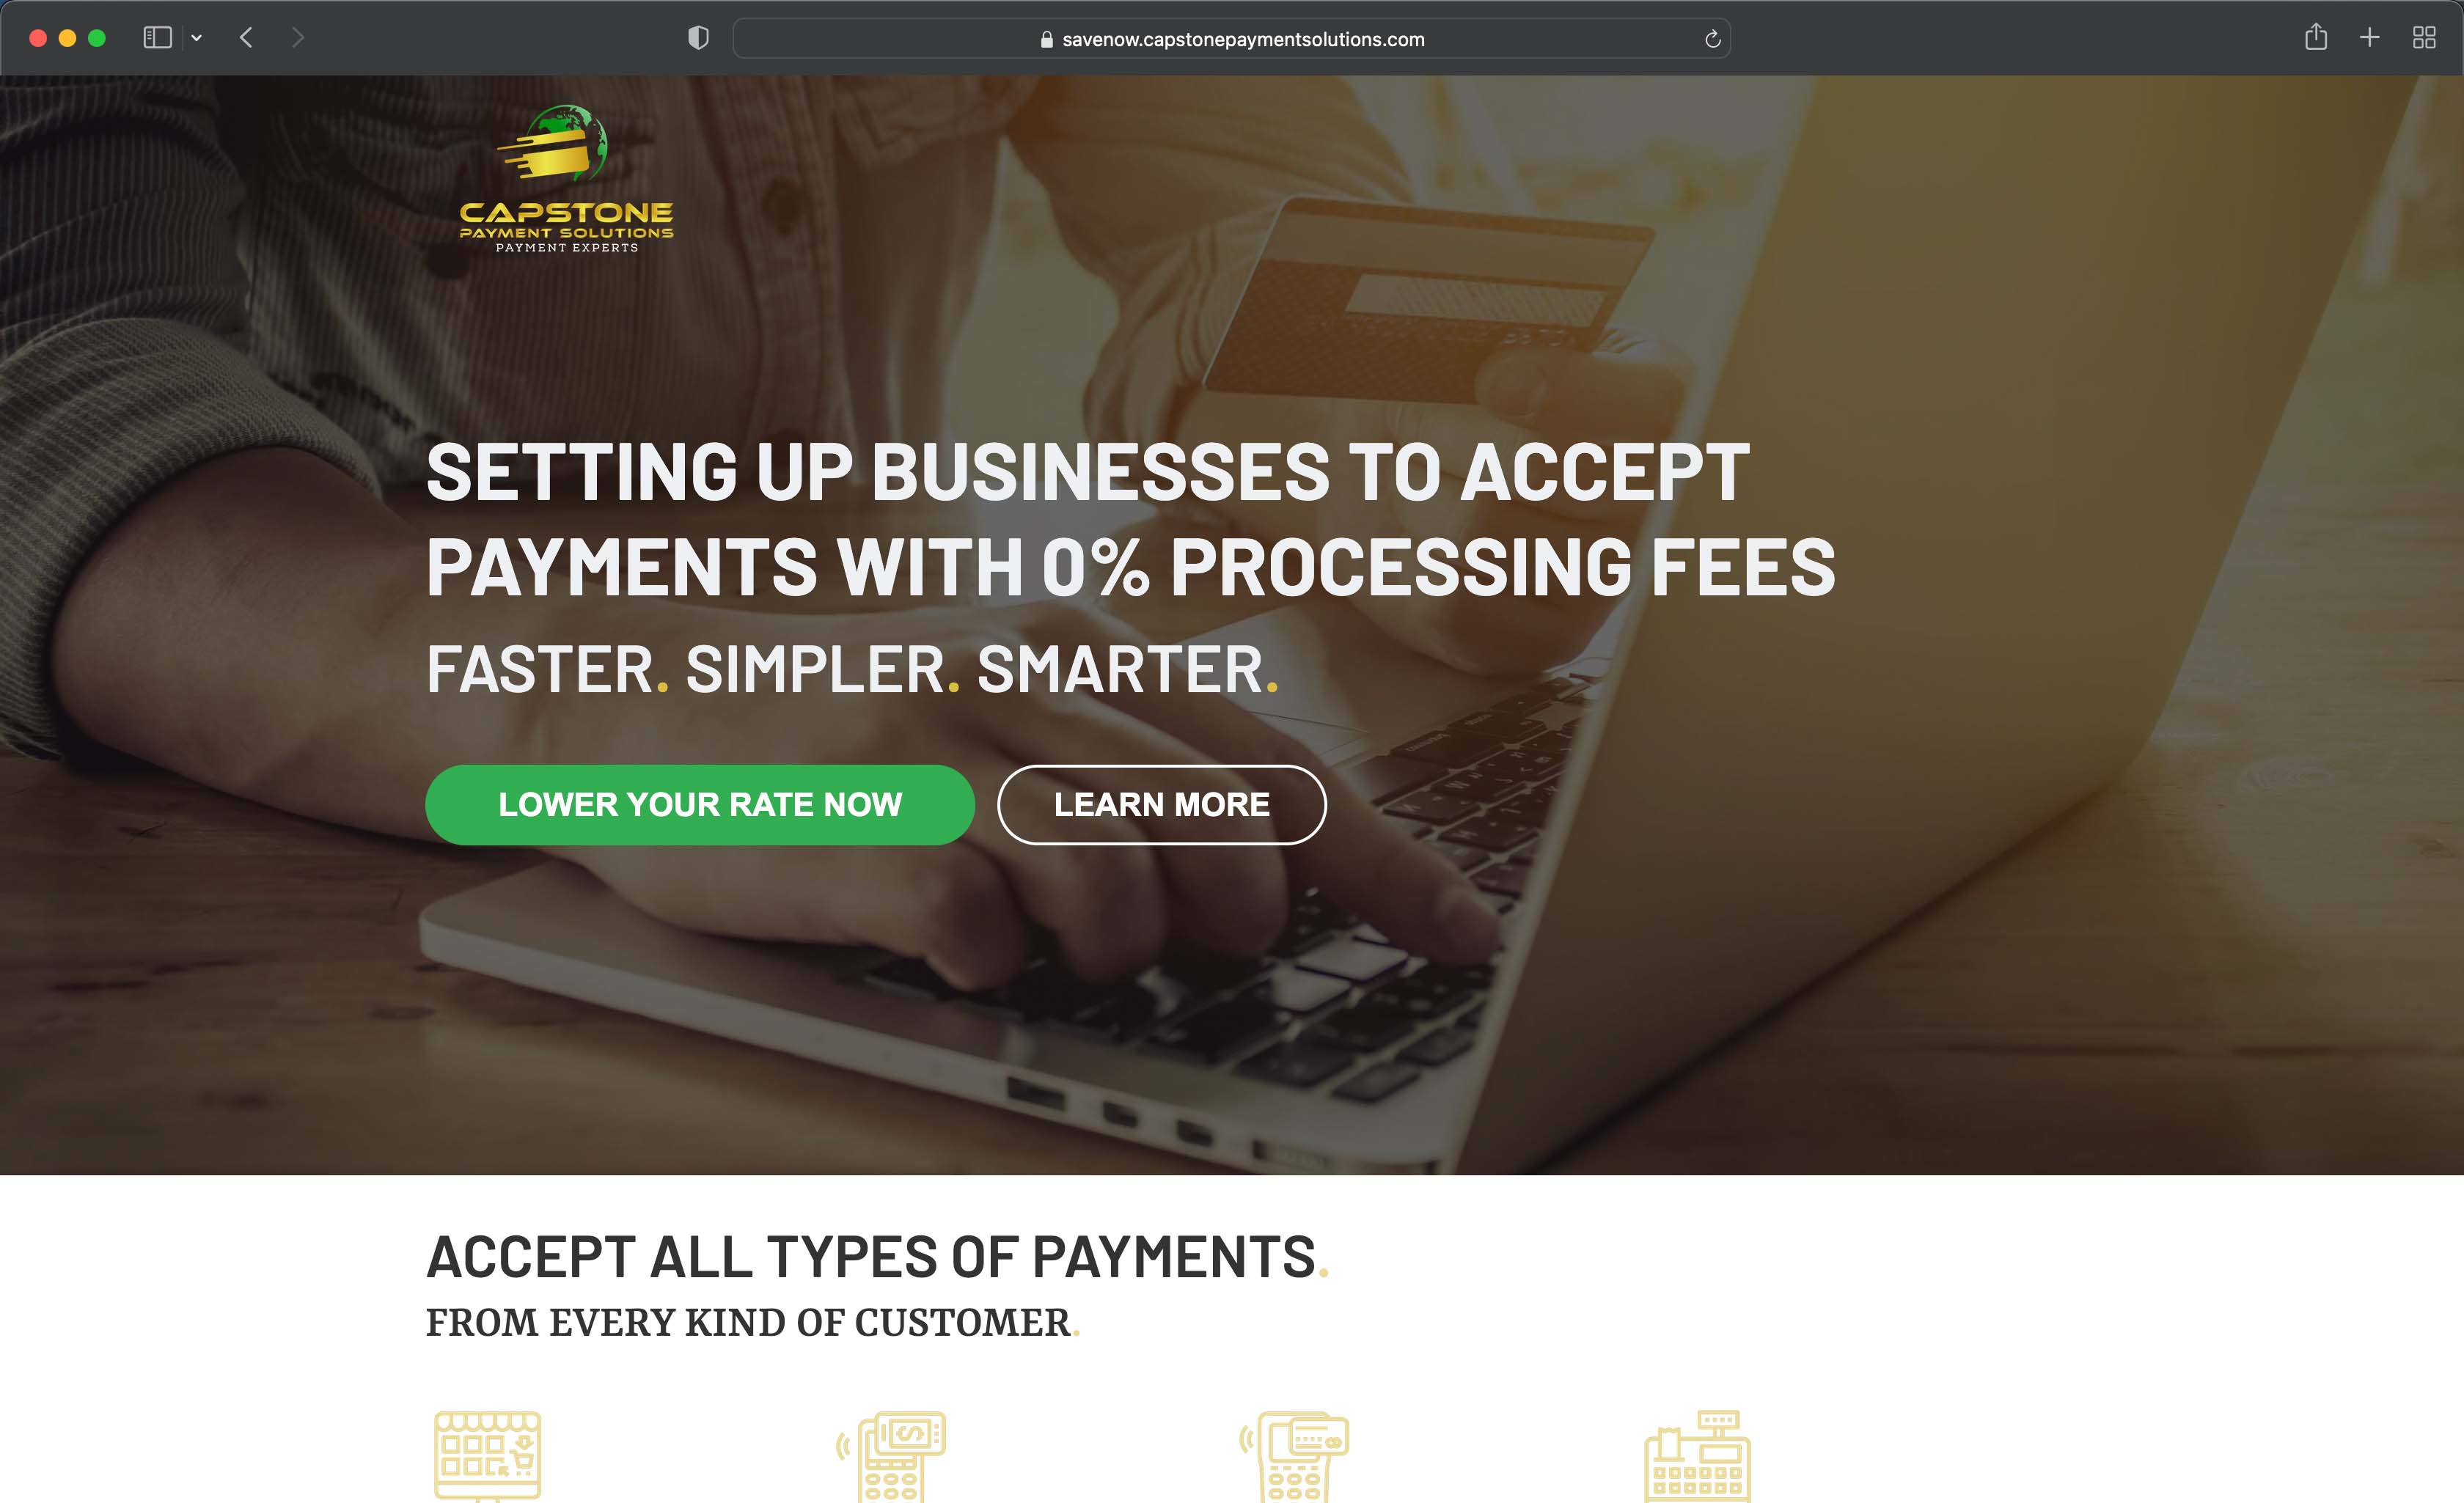 savenow.capstonepaymentsolutions.com
CAPSTONE
PAYMENT SOLUTIONS
PAYMENT EXPERTS
SETTING UP BUSINESSES TO ACCEPT
PAYMENTS WITH 0% PROCESSING FEES
FASTER. SIMPLER. SMARTER.
LOWER YOUR RATE NOW
LEARN MORE
ACCEPT ALL TYPES OF PAYMENTS.
FROM EVERY KIND OF CUSTOMER.